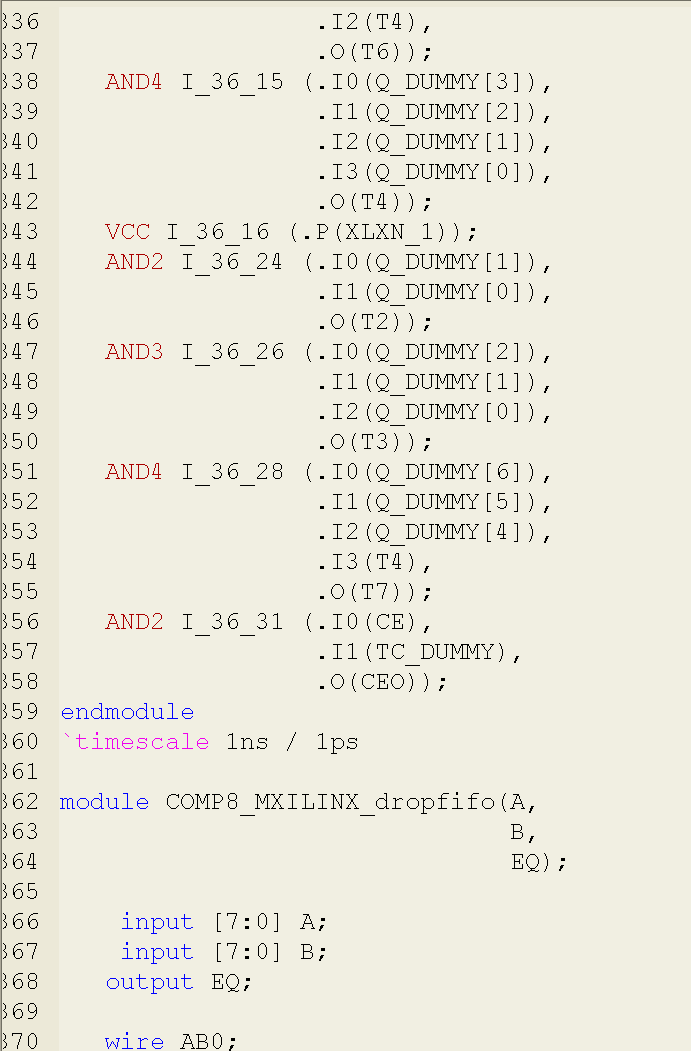 336 .I2(T4),
337 .O(T6));
338 AND4 I_36_15 (.I0(Q_DUMMY[3]),
339 .I1(Q_DUMMY[2]),
340 .I2(Q_DUMMY[1]),
341 .I3(Q_DUMMY[0]),
342 .O(T4));
343 VCC I_36_16 (.P(XLXN_1));
344 AND2 I_36_24 (.I0(Q_DUMMY[1]),
345 .I1(Q_DUMMY[0]),
346 .O(T2));
347 AND3 I_36_26 (.I0(Q_DUMMY[2]),
348 .I1(Q_DUMMY[1]),
349 .I2(Q_DUMMY[0]),
350 .O(T3));
351 AND4 I_36_28 (.I0(Q_DUMMY[6]),
352 .I1(Q_DUMMY[5]),
353 .I2(Q_DUMMY[4]),
354 .I3(T4),
355 .O(T7));
356 AND2 I_36_31 (.I0(CE),
357 .I1(TC_DUMMY),
358 .O(CEO));
359 endmodule
360 `timescale 1ns / 1ps
361
362 module COMP8_MXILINX_dropfifo(A,
363 B,
364 EQ);
365
366 input [7:0] A;
367 input [7:0] B;
368 output EQ;
369
370 wire AB0;